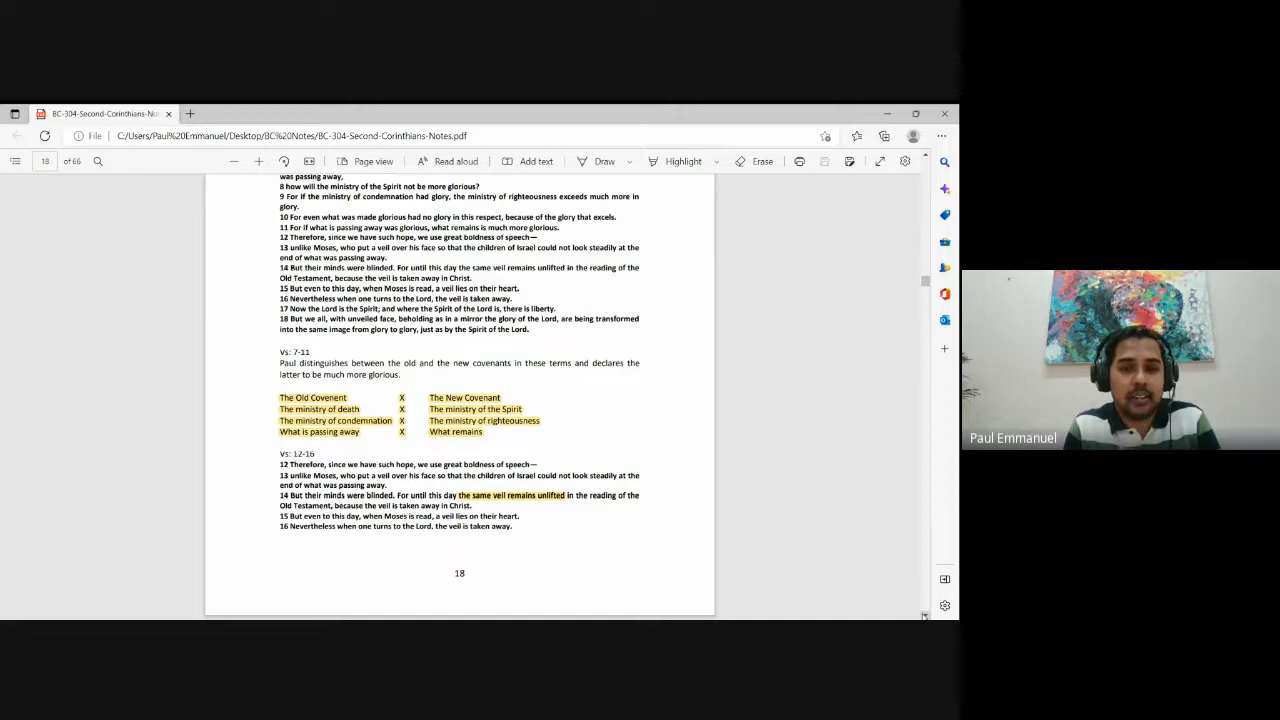 BC-304-Second-Corinthians-No
File
C:/Users/Paul%20Emmanuel/Desktop/BC%20Notes/BC-304-Second-Corinthians-Notes.pdf
18 of 66
Page view
Read aloud
Add text
Draw
Highlight
Erase
was passing away,
8 how will the ministry of the Spirit not be more glorious?
9 For if the ministry of condemnation had glory, the ministry of righteousness exceeds much more in
glory.
10 For even what was made glorious had no glory in this respect, because of the glory that excels.
11 For if what is passing away was glorious, what remains is much more glorious.
12 Therefore, since we have such hope, we use great boldness of speech—
13 unlike Moses, who put a veil over his face so that the children of Israel could not look steadily at the
end of what was passing away.
14 But their minds were blinded. For until this day the same veil remains unlifted in the reading of the
Old Testament, because the veil is taken away in Christ.
15 But even to this day, when Moses is read, a veil lies on their heart.
16 Nevertheless when one turns to the Lord, the veil is taken away.
17 Now the Lord is the Spirit; and where the Spirit of the Lord is, there is liberty.
18 But we all, with unveiled face, beholding as in a mirror the glory of the Lord, are being transformed
into the same image from glory to glory, just as by the Spirit of the Lord.
Vs: 7-11
Paul distinguishes between the old and the new covenants in these terms and declares the
latter to be much more glorious.
The Old Covenent X The New Covenant
The ministry of death X The ministry of the Spirit
The ministry of condemnation X The ministry of righteousness
What is passing away X What remains
Vs: 12-16
12 Therefore, since we have such hope, we use great boldness of speech—
13 unlike Moses, who put a veil over his face so that the children of Israel could not look steadily at the
end of what was passing away.
14 But their minds were blinded. For until this day the same veil remains unlifted in the reading of the
Old Testament, because the veil is taken away in Christ.
15 But even to this day, when Moses is read, a veil lies on their heart.
16 Nevertheless when one turns to the Lord, the veil is taken away.
18
Paul Emmanuel